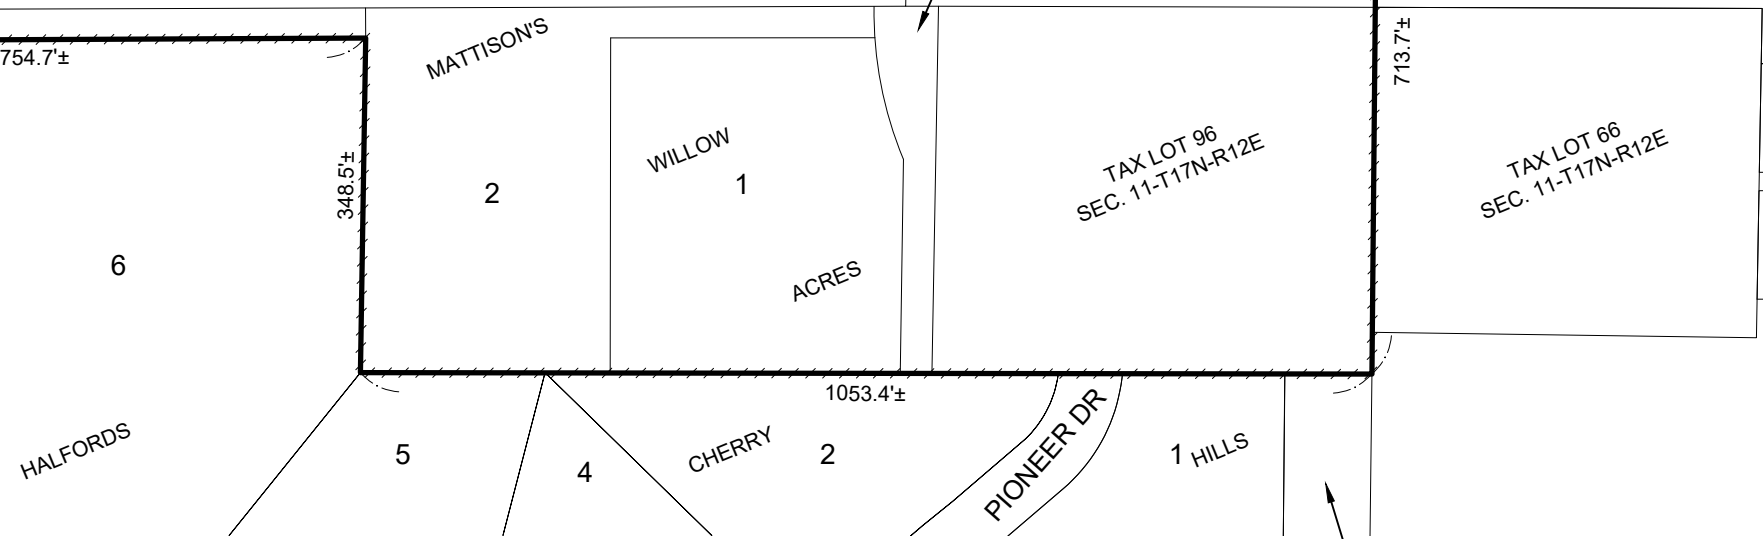 754.7'±
MATTISON'S
713.7'±
WILLOW
1
2
348.5'±
TAX LOT 96
SEC. 11-T17N-R12E
TAX LOT 66
SEC. 11-T17N-R12E
6
ACRES
1053.4'±
HALFORDS
5
4
CHERRY
2
PIONEER DR
1
HILLS